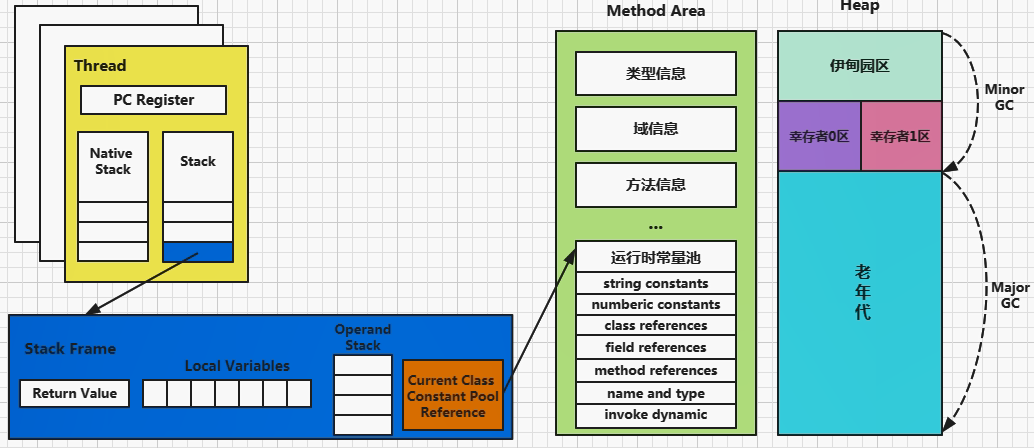 Thread
PC Register
Native
Stack
Stack
Stack Frame
Return Value
Local Variables
Operand
Stack
Current Class
Constant Pool
Reference
Method Area
类型信息
域信息
方法信息
...
运行时常量池
string constants
numberic constants
class references
field references
method references
name and type
invoke dynamic
Heap
伊甸园区
幸存者0区
幸存者1区
老
年
代
Minor
GC
Major
GC